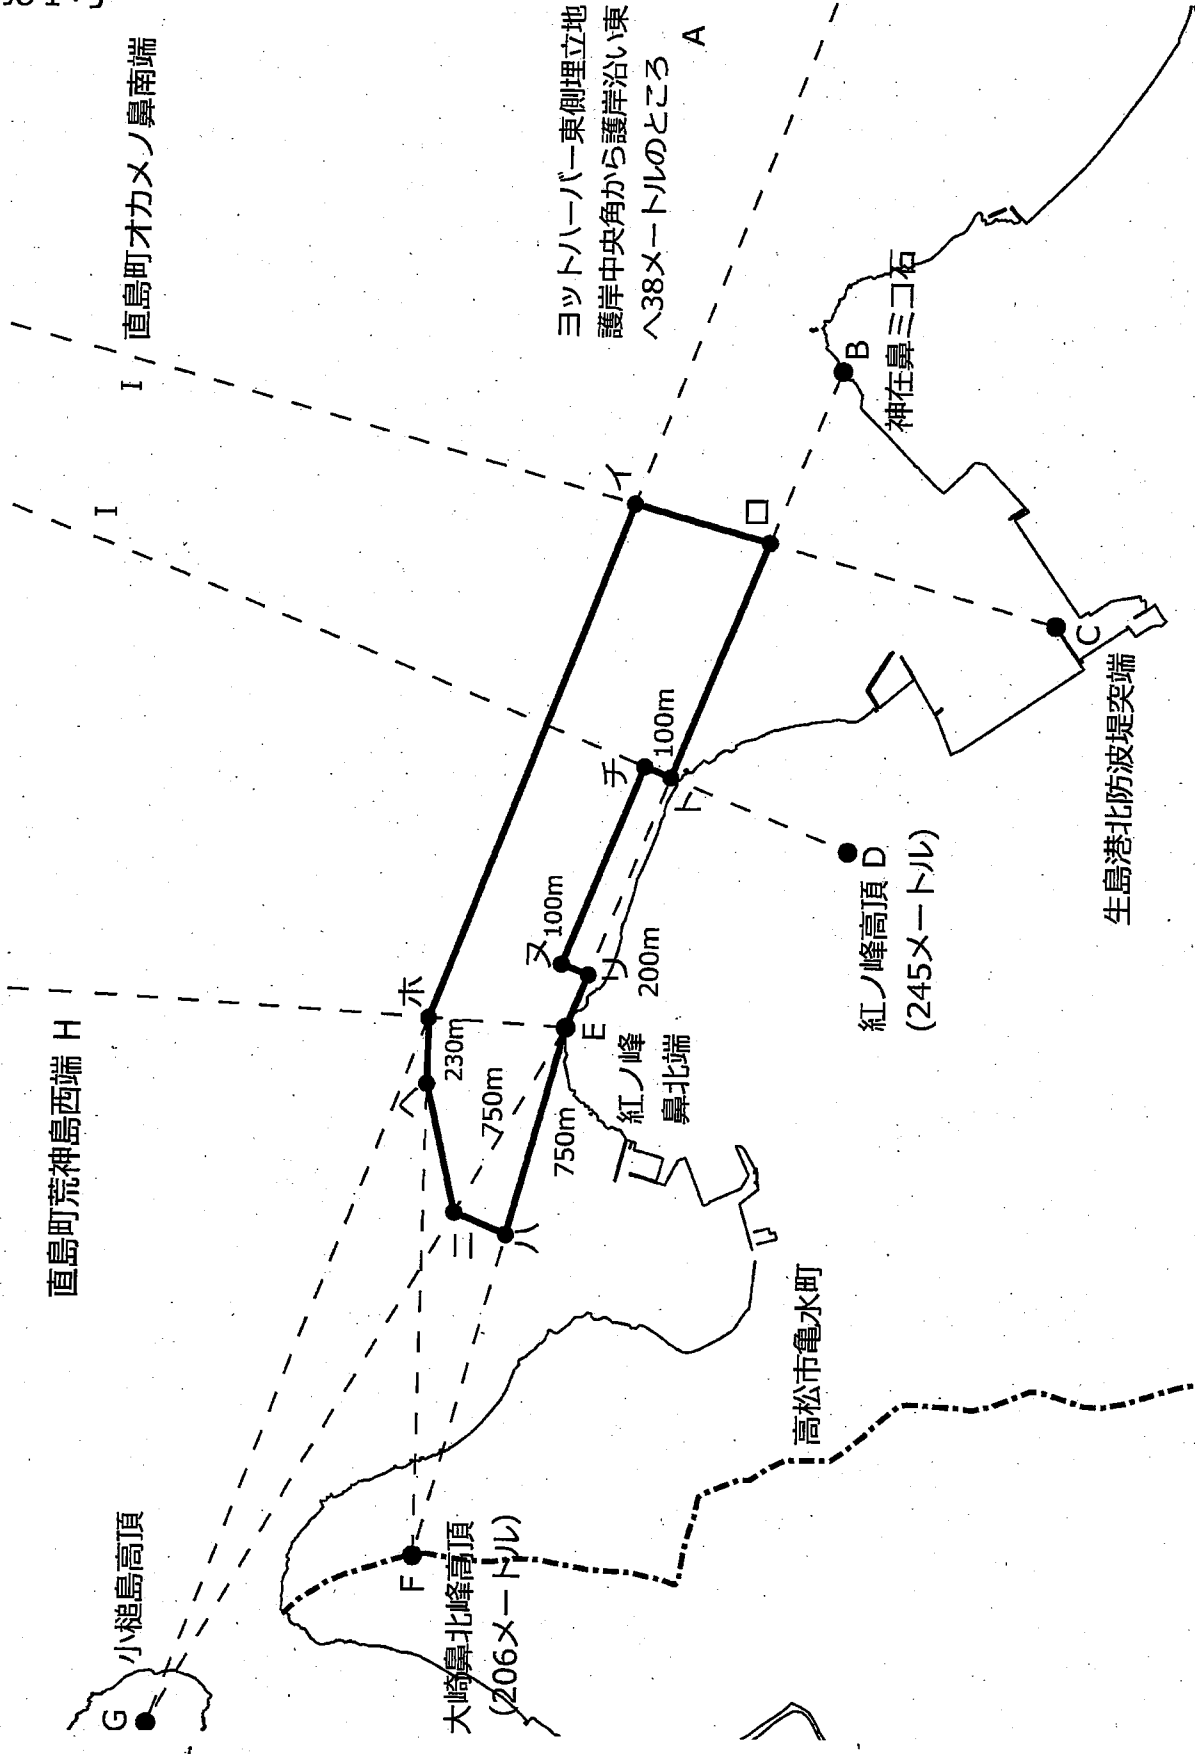 小槌島高頂
G
直島町荒神島西端 H
I
直島町オカメノ鼻南端
I
F
大崎鼻北峰高頂
(206メートル)
ホ
ヘ
230m
ニ
ハ
750m
750m
E
紅ノ峰
鼻北端
ヌ
100m
リ
200m
チ
100m
ト
イ
ロ
ヨットハーバー東側埋立地
護岸中央角から護岸沿い東
へ38メートルのところ
A
B
神在鼻ミコ石
C
生島港北防波堤突端
紅ノ峰高頂 D
(245メートル)
高松市亀水町